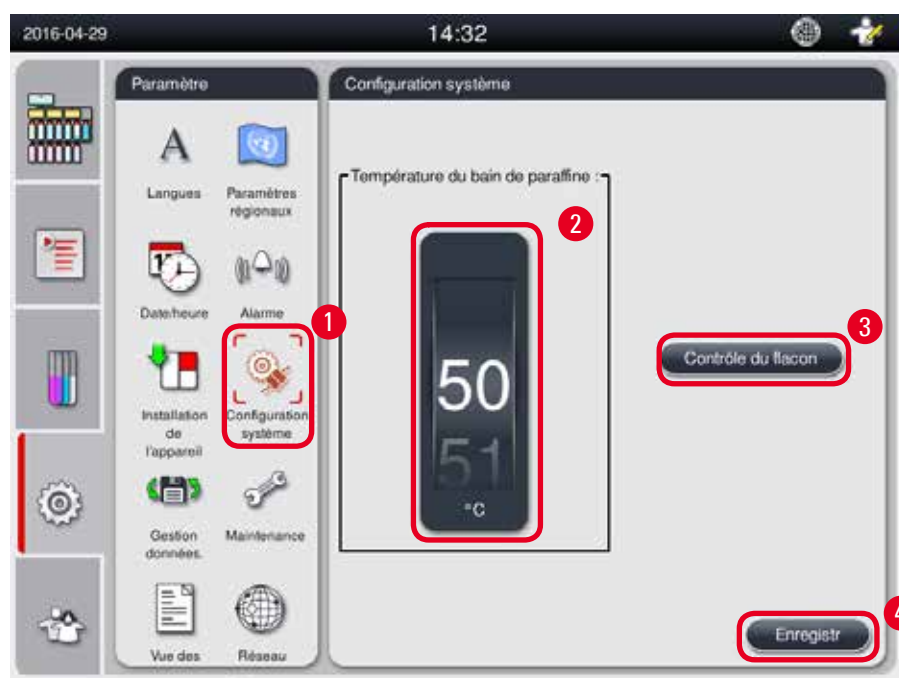 2016-04-29
14:32
Paramètre
Configuration système
A
Langues
Paramètres
régionaux
Date/heure
Alarme
Installation
de
l'appareil
Configuration
système
Gestion
données.
Maintenance
Vue des
Réseau
Température du bain de paraffine :
50
51
°C
Contrôle du flacon
Enregistr
1
2
3
4